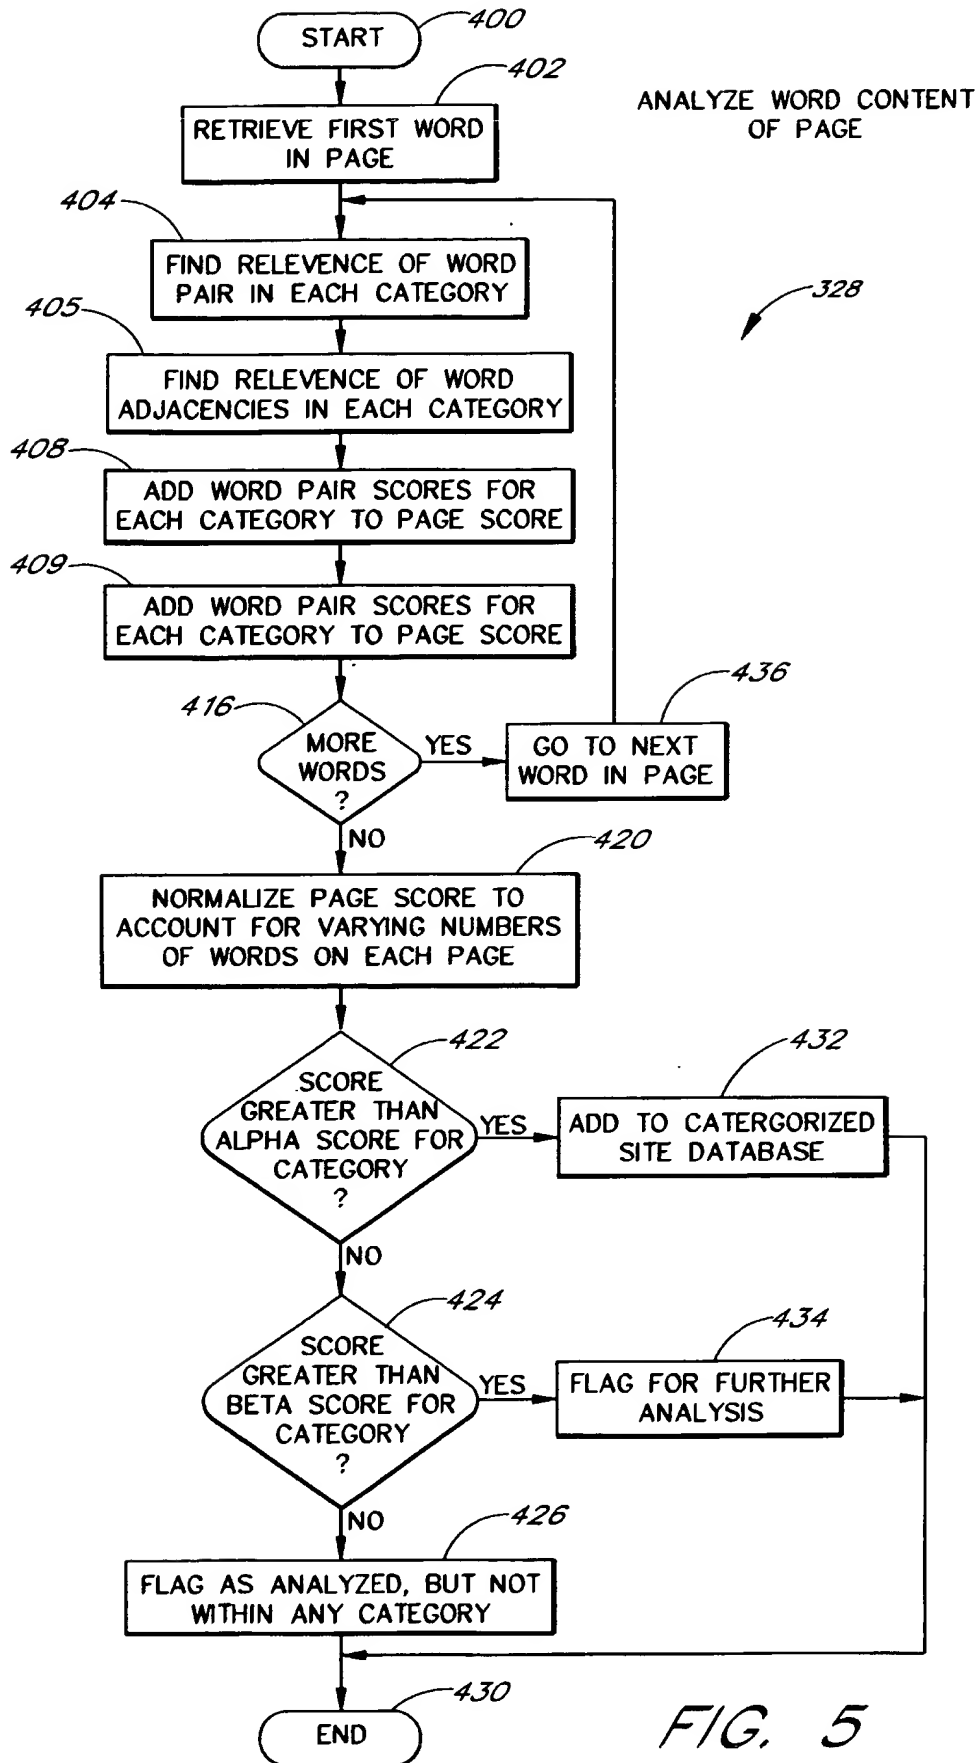 START
400
402
ANALYZE WORD CONTENT
OF PAGE
RETRIEVE FIRST WORD
IN PAGE
404
FIND RELEVENCE OF WORD
PAIR IN EACH CATEGORY
328
405
FIND RELEVENCE OF WORD
ADJACENCIES IN EACH CATEGORY
408
ADD WORD PAIR SCORES FOR
EACH CATEGORY TO PAGE SCORE
409
ADD WORD PAIR SCORES FOR
EACH CATEGORY TO PAGE SCORE
416
MORE
WORDS
?
YES
436
GO TO NEXT
WORD IN PAGE
NO
420
NORMALIZE PAGE SCORE TO
ACCOUNT FOR VARYING NUMBERS
OF WORDS ON EACH PAGE
422
SCORE
GREATER THAN
ALPHA SCORE FOR
CATEGORY
?
YES
432
ADD TO CATERGORIZED
SITE DATABASE
NO
424
SCORE
GREATER THAN
BETA SCORE FOR
CATEGORY
?
YES
434
FLAG FOR FURTHER
ANALYSIS
NO
426
FLAG AS ANALYZED, BUT NOT
WITHIN ANY CATEGORY
430
END
FIG. 5